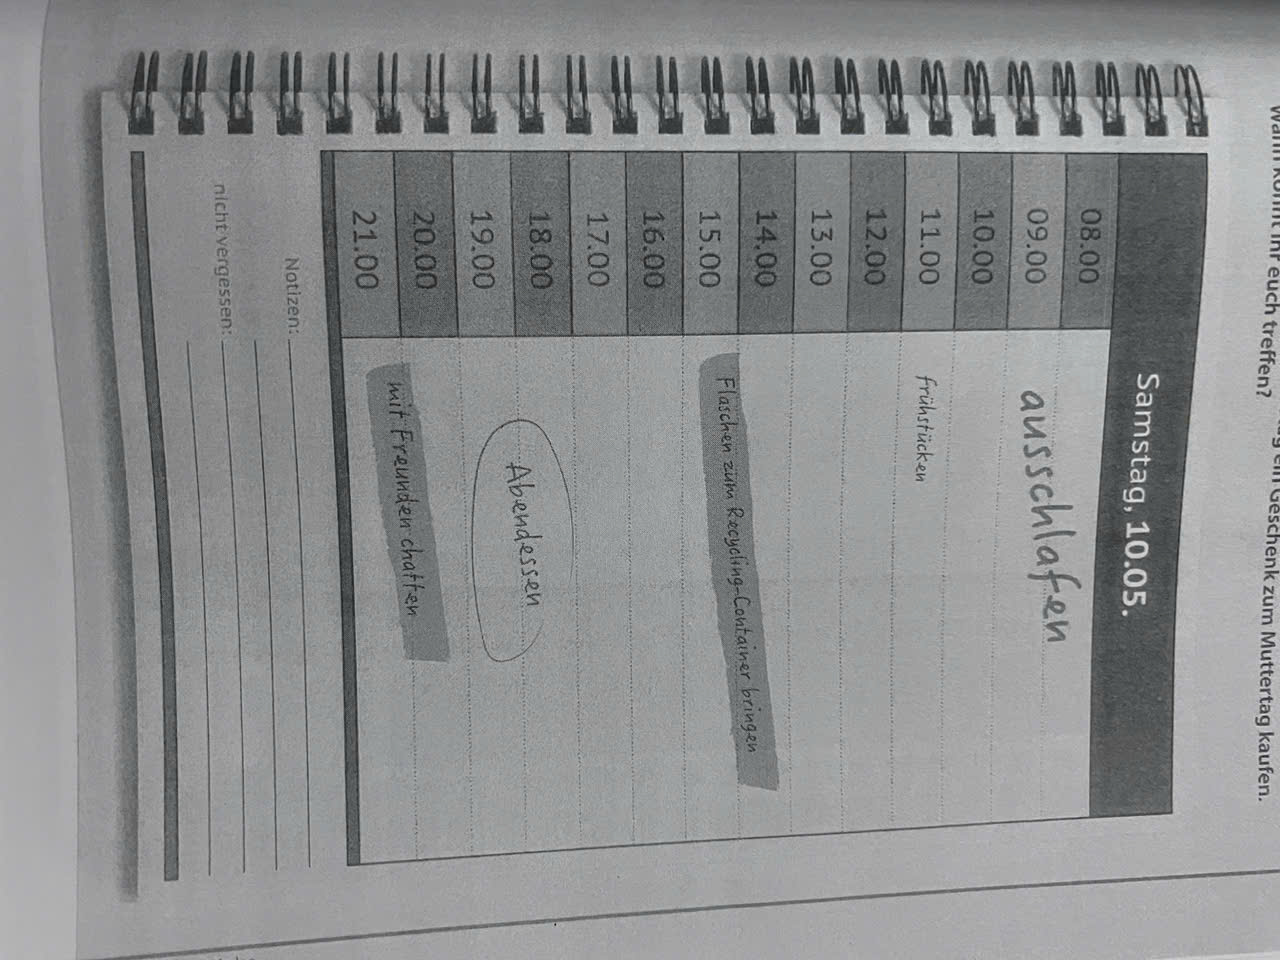 euch treffen?
Geschenk zum Muttertag kaufen.
Samstag, 10.05.
08.00
09.00 ausschlafen
10.00
11.00 frühstücken
12.00
13.00
14.00
15.00 Flaschen zum Recycling-Container bringen
16.00
17.00
18.00 Abendessen
19.00
20.00
21.00 mit Freunden chatten
Notizen:
nicht vergessen: